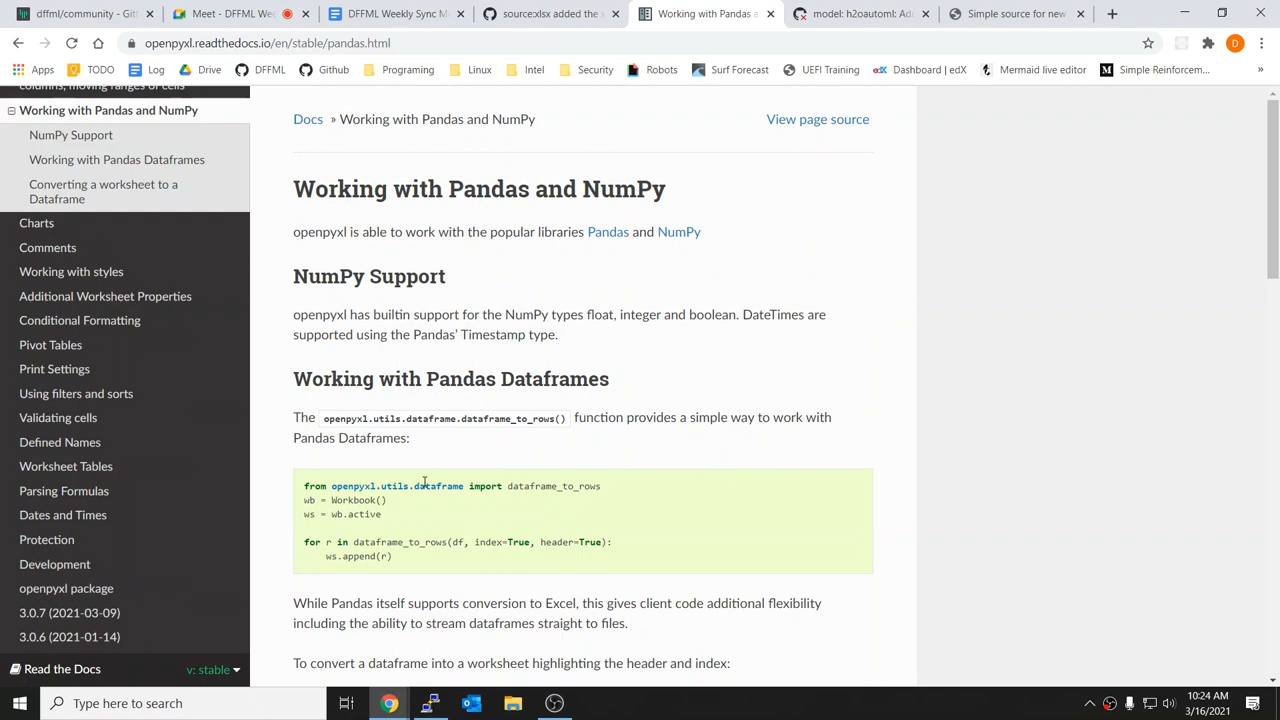 dffml/community - Git
Meet - DFFML Wee
DFFML Weekly Sync M
source:xlsx added the
Working with Pandas a
model: h2oautoml: Ad
Simple source for new
openpyxl.readthedocs.io/en/stable/pandas.html
D
Apps
TODO
Log
Drive
DFFML
Github
Programing
Linux
Intel
Security
Robots
Surf Forecast
UEFI Training
edX
Dashboard | edX
Mermaid live editor
M
Simple Reinforcem...
»
columns, moving ranges of cells
Working with Pandas and NumPy
NumPy Support
Working with Pandas Dataframes
Converting a worksheet to a
Dataframe
Charts
Comments
Working with styles
Additional Worksheet Properties
Conditional Formatting
Pivot Tables
Print Settings
Using filters and sorts
Validating cells
Defined Names
Worksheet Tables
Parsing Formulas
Dates and Times
Protection
Development
openpyxl package
3.0.7 (2021-03-09)
3.0.6 (2021-01-14)
Read the Docs
v: stable
Docs » Working with Pandas and NumPy
View page source
Working with Pandas and NumPy
openpyxl is able to work with the popular libraries Pandas and NumPy
NumPy Support
openpyxl has builtin support for the NumPy types float, integer and boolean. DateTimes are
supported using the Pandas' Timestamp type.
Working with Pandas Dataframes
The openpyxl.utils.dataframe.dataframe_to_rows() function provides a simple way to work with
Pandas Dataframes:
from openpyxl.utils.dataframe import dataframe_to_rows
wb = Workbook()
ws = wb.active
for r in dataframe_to_rows(df, index=True, header=True):
ws.append(r)
While Pandas itself supports conversion to Excel, this gives client code additional flexibility
including the ability to stream dataframes straight to files.
To convert a dataframe into a worksheet highlighting the header and index:
Type here to search
10:24 AM
3/16/2021